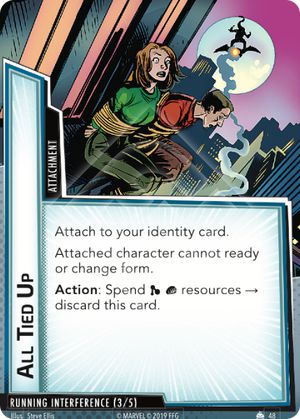 ATTACHMENT
ALL TIED UP
Attach to your identity card.
Attached character cannot ready
or change form.
Action: Spend resources →
discard this card.
RUNNING INTERFERENCE (3/5)
Illus. Steve Ellis
© MARVEL © 2019 FFG
48